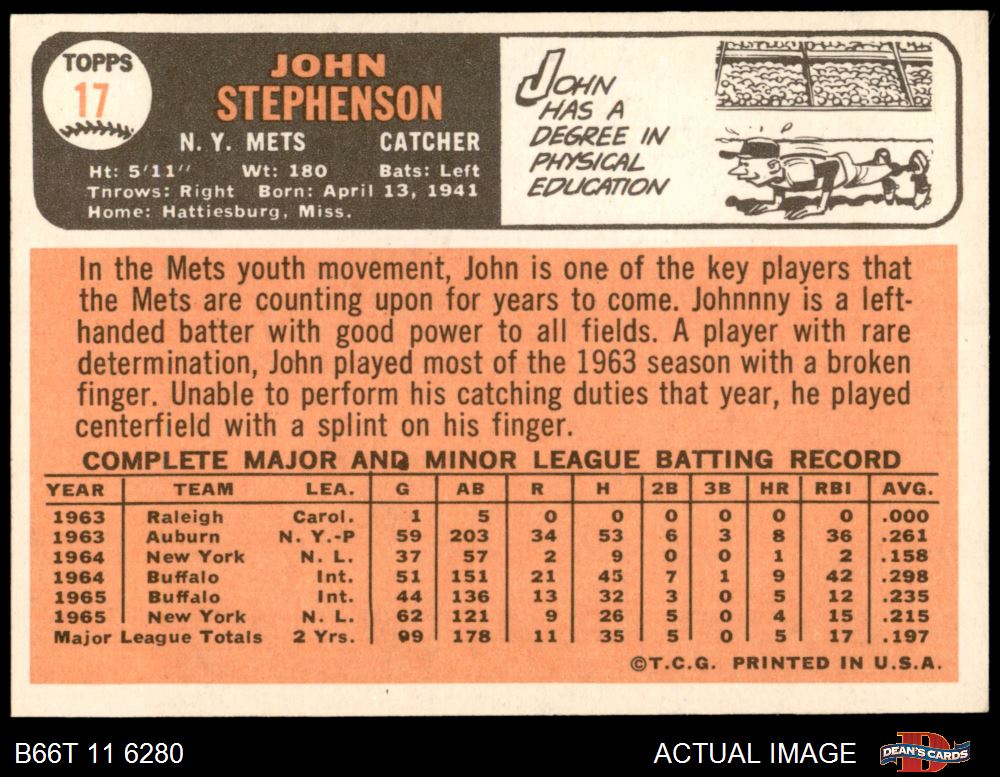 TOPPS
17
JOHN
STEPHENSON
N. Y. METS CATCHER
Ht: 5'11" Wt: 180 Bats: Left
Throws: Right Born: April 13, 1941
Home: Hattiesburg, Miss.
JOHN
HAS A
DEGREE IN
PHYSICAL
EDUCATION
In the Mets youth movement, John is one of the key players that
the Mets are counting upon for years to come. Johnnny is a left-
handed batter with good power to all fields. A player with rare
determination, John played most of the 1963 season with a broken
finger. Unable to perform his catching duties that year, he played
centerfield with a splint on his finger.
COMPLETE MAJOR AND MINOR LEAGUE BATTING RECORD
YEAR TEAM LEA. G AB R H 2B 3B HR RBI AVG.
1963 Raleigh Carol. 1 5 0 0 0 0 0 0 .000
1963 Auburn N. Y.-P 59 203 34 53 6 3 8 36 .261
1964 New York N. L. 37 57 2 9 0 0 1 2 .158
1964 Buffalo Int. 51 151 21 45 7 1 9 42 .298
1965 Buffalo Int. 44 136 13 32 3 0 5 12 .235
1965 New York N. L. 62 121 9 26 5 0 4 15 .215
Major League Totals 2 Yrs. 99 178 11 35 5 0 5 17 .197
©T.C.G. PRINTED IN U.S.A.
B66T 11 6280 ACTUAL IMAGE DEAN'S CARDS